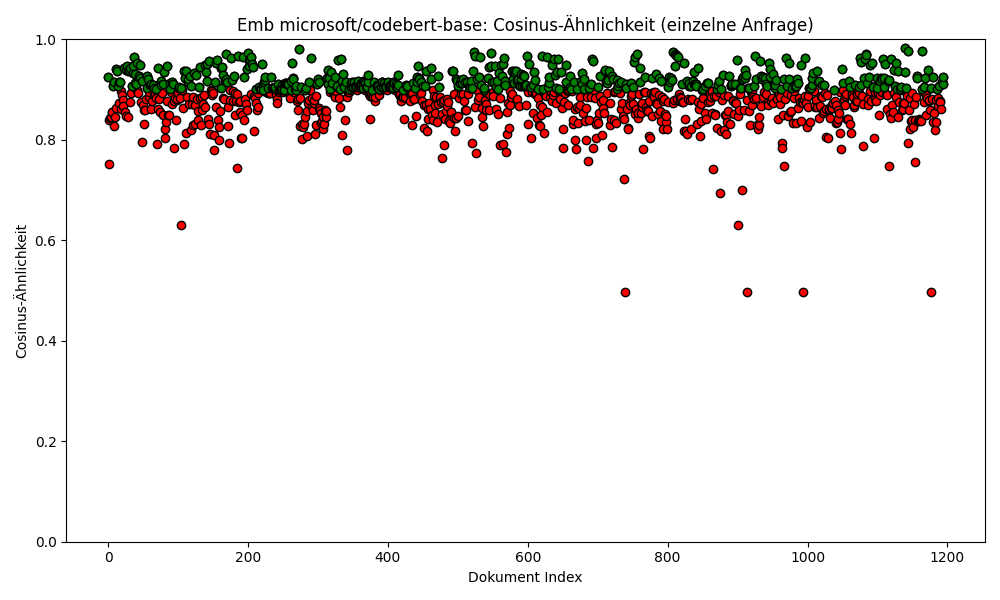 Emb microsoft/codebert-base: Cosinus-Ähnlichkeit (einzelne Anfrage)
1.0
0.8
0.6
0.4
0.2
0.0
Cosinus-Ähnlichkeit
0 200 400 600 800 1000 1200
Dokument Index